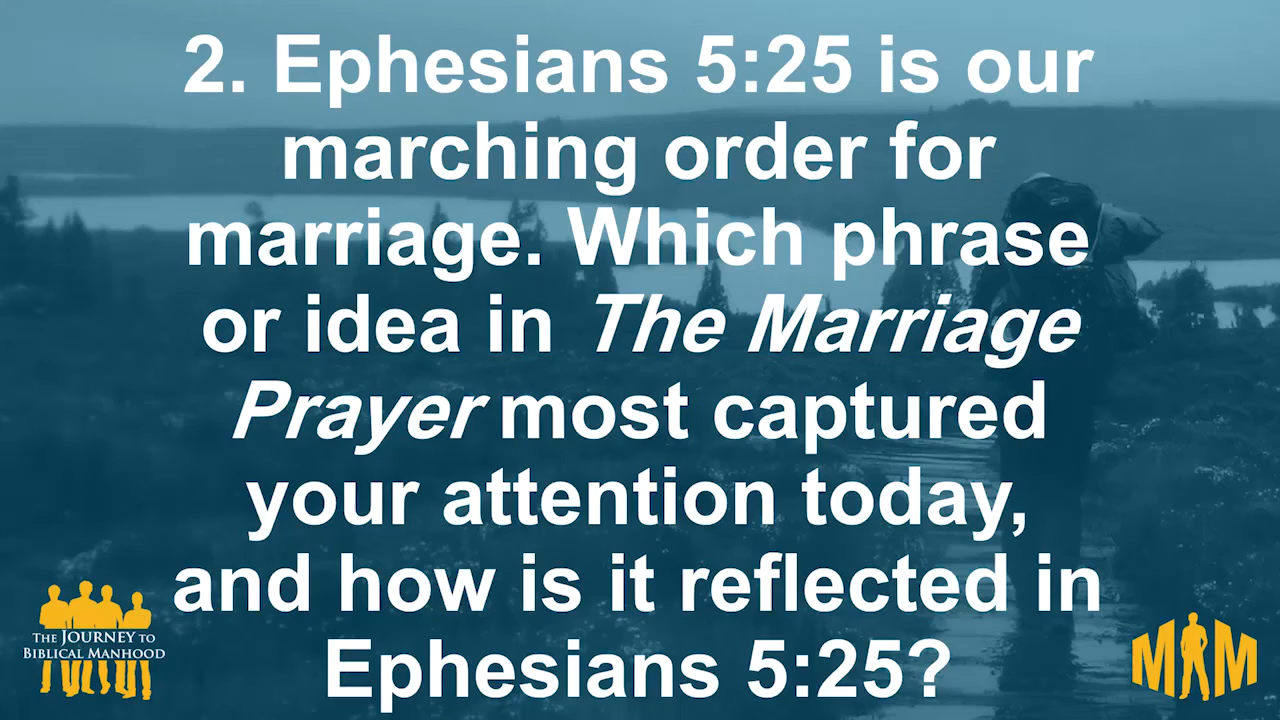 2. Ephesians 5:25 is our
marching order for
marriage. Which phrase
or idea in The Marriage
Prayer most captured
your attention today,
and how is it reflected in
Ephesians 5:25?
THE JOURNEY TO
BIBLICAL MANHOOD
MIM